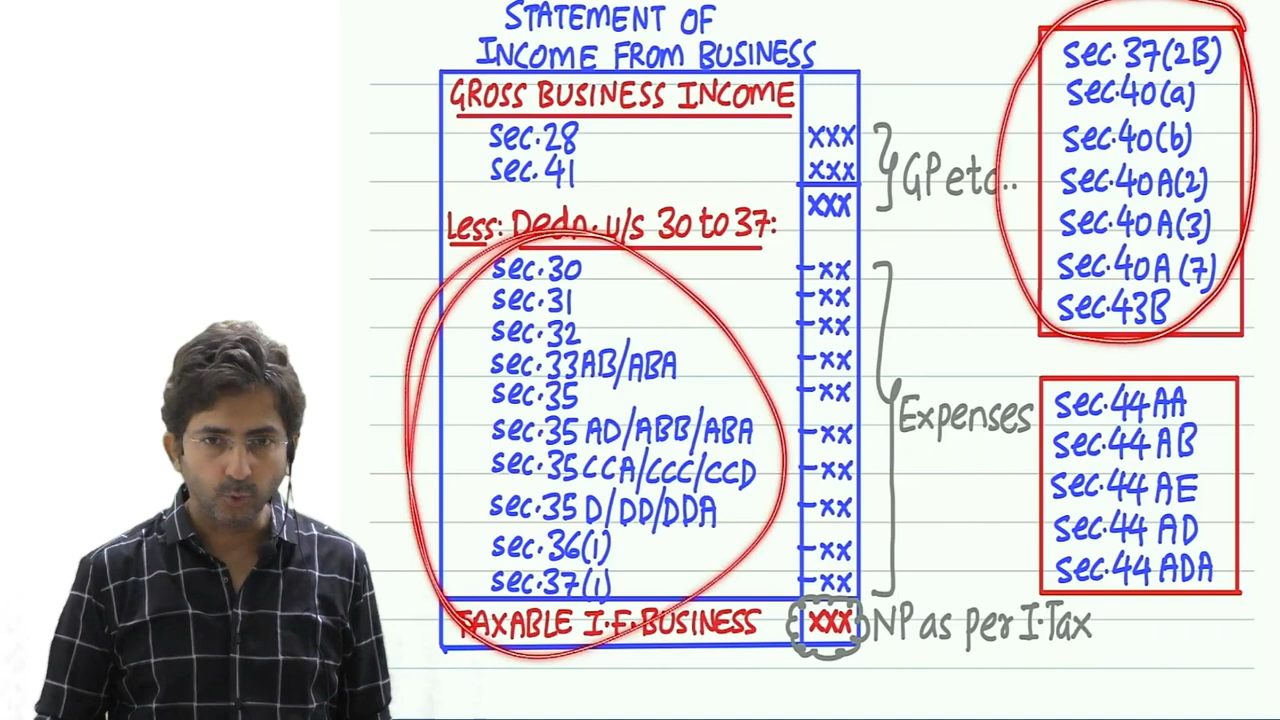 STATEMENT OF
INCOME FROM BUSINESS
GROSS BUSINESS INCOME
sec.28 xxx
sec.41 xxx
xxx
GP etc..
Less: Dedn. u/s 30 to 37:
sec.30 -xx
sec.31 -xx
sec.32 -xx
sec.33AB/ABA -xx
sec.35 -xx
sec.35AD/ABB/ABA -xx
sec.35CCA/CCC/CCD -xx
sec.35D/DD/DDA -xx
sec.36(1) -xx
sec.37(1) -xx
Expenses
TAXABLE I.F.BUSINESS xxx
NP as per I.Tax
sec.37(2B)
sec.40(a)
sec.40(b)
sec.40A(2)
sec.40A(3)
sec.40A(7)
sec.43B
sec.44AA
sec.44AB
sec.44AE
sec.44AD
sec.44ADA